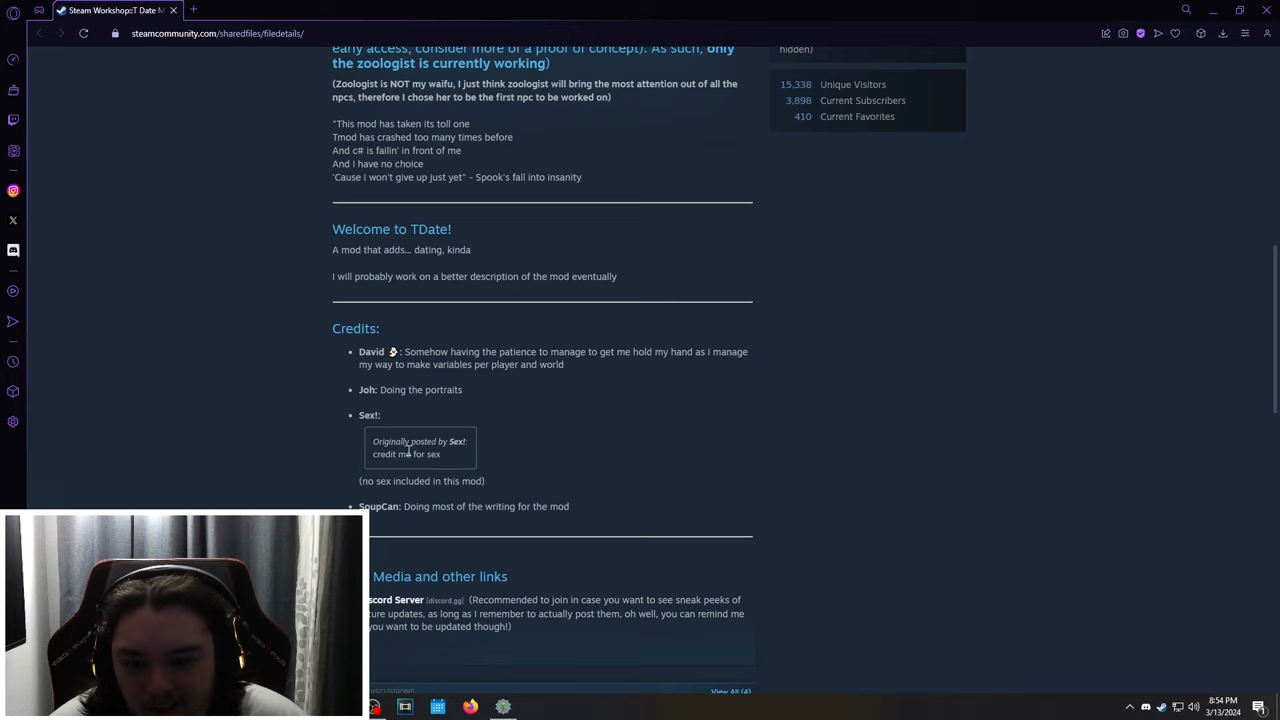 Steam Workshop=T Date M
steamcommunity.com/sharedfiles/filedetails/
early access, consider more of a proof of concept). As such, only
the zoologist is currently working)
hidden)
(Zoologist is NOT my waifu, I just think zoologist will bring the most attention out of all the
npcs, therefore I chose her to be the first npc to be worked on)
15,338 Unique Visitors
3,898 Current Subscribers
410 Current Favorites
"This mod has taken its toll one
Tmod has crashed too many times before
And c# is failin' in front of me
And I have no choice
'Cause I won't give up just yet" - Spook's fall into insanity
Welcome to TDate!
A mod that adds... dating, kinda
I will probably work on a better description of the mod eventually
Credits:
David : Somehow having the patience to manage to get me hold my hand as I manage
my way to make variables per player and world
Joh: Doing the portraits
Sex!:
Originally posted by Sex!:
credit me for sex
(no sex included in this mod)
SoupCan: Doing most of the writing for the mod
Media and other links
scord Server [discord.gg] (Recommended to join in case you want to see sneak peeks of
ture updates, as long as I remember to actually post them, oh well, you can remind me
you want to be updated though!)
DISCUSSIONS
View All (4)
8:54 PM
3/13/2024